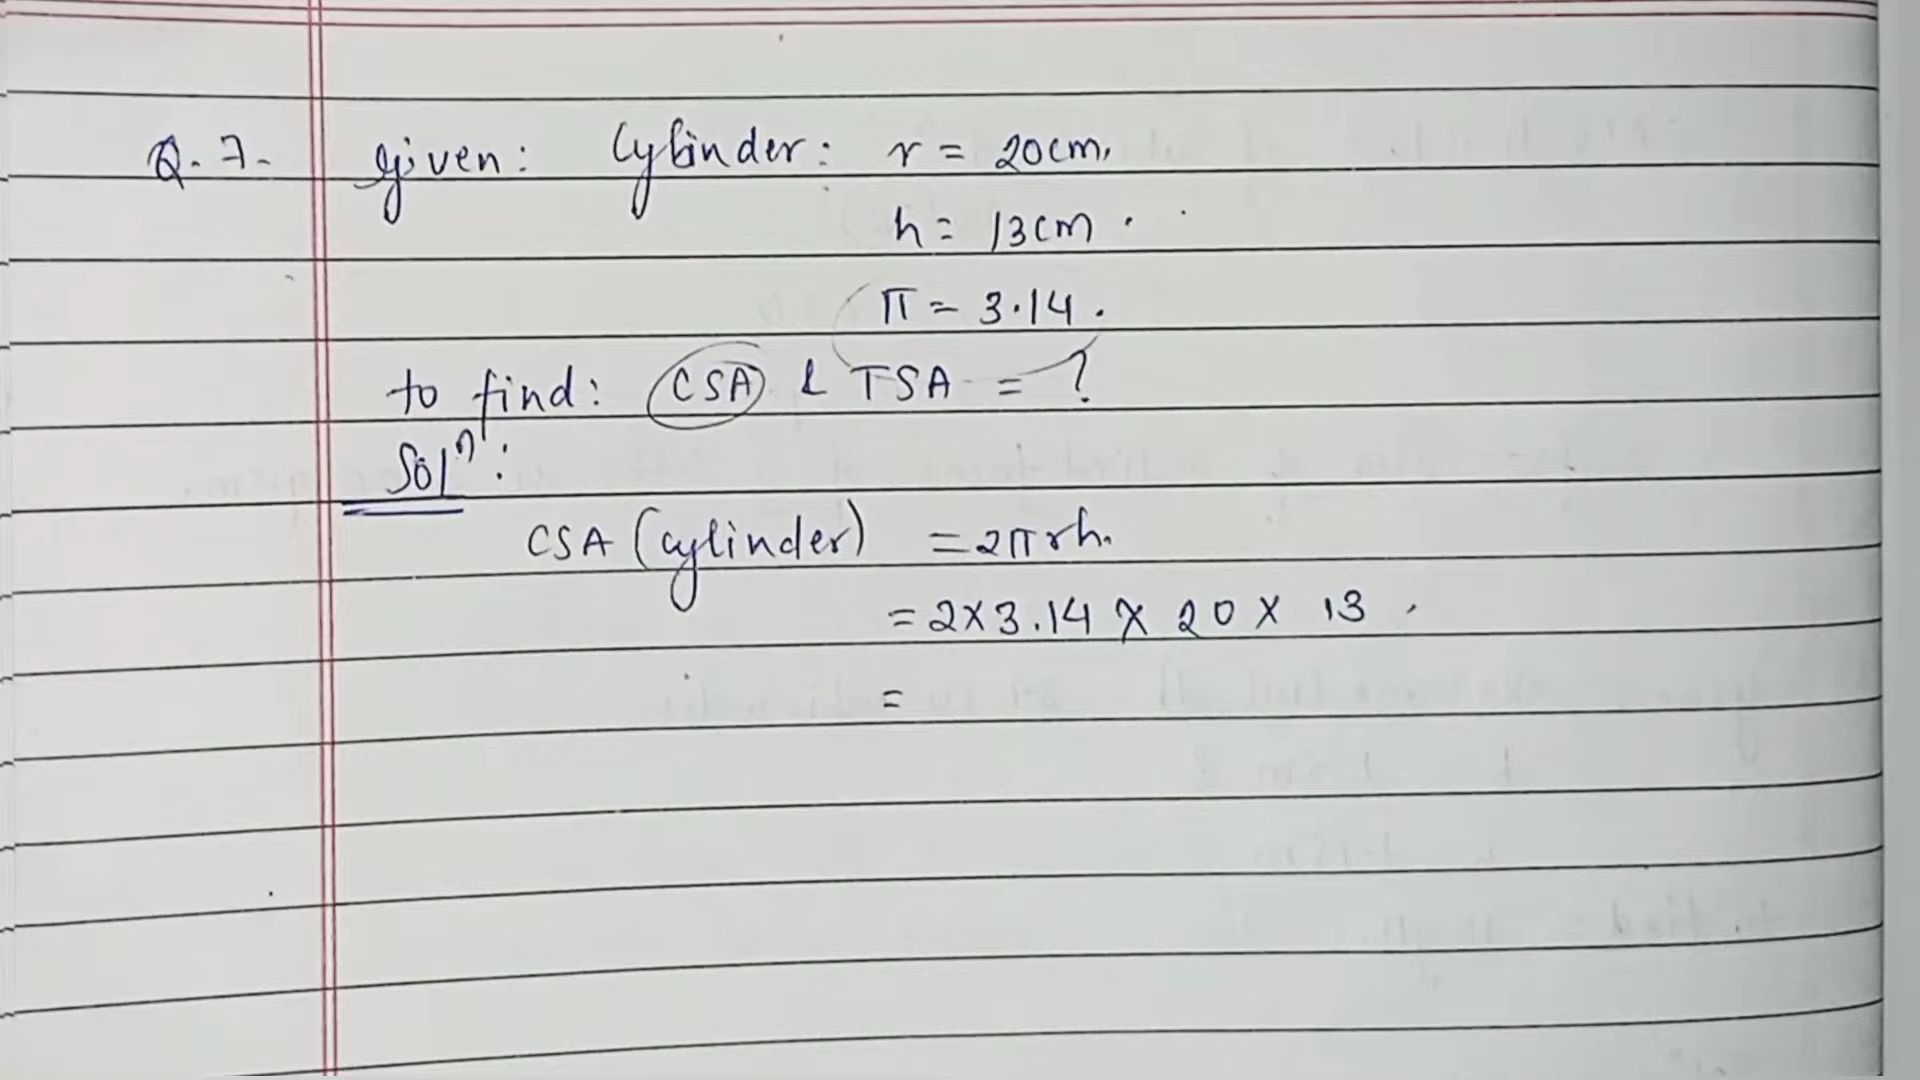 Q.7. given: Cylinder: r = 20cm.
h = 13cm.
π = 3.14.
to find: CSA & TSA = ?
Solⁿ:
CSA (cylinder) = 2πrh.
= 2×3.14 × 20 × 13.
=